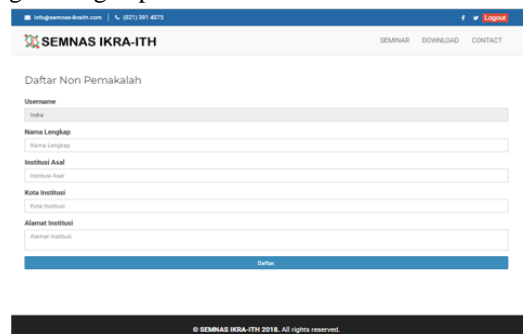 info@semnas-ikraith.com (021) 391 4075 Logout
SEMNAS IKRA-ITH SEMINAR DOWNLOAD CONTACT
Daftar Non Pemakalah
Username
Indra
Nama Lengkap
Nama Lengkap
Institusi Asal
Institusi Asal
Kota Institusi
Kota Institusi
Alamat Institusi
Alamat Institusi
Daftar
© SEMNAS IKRA-ITH 2018. All rights reserved.